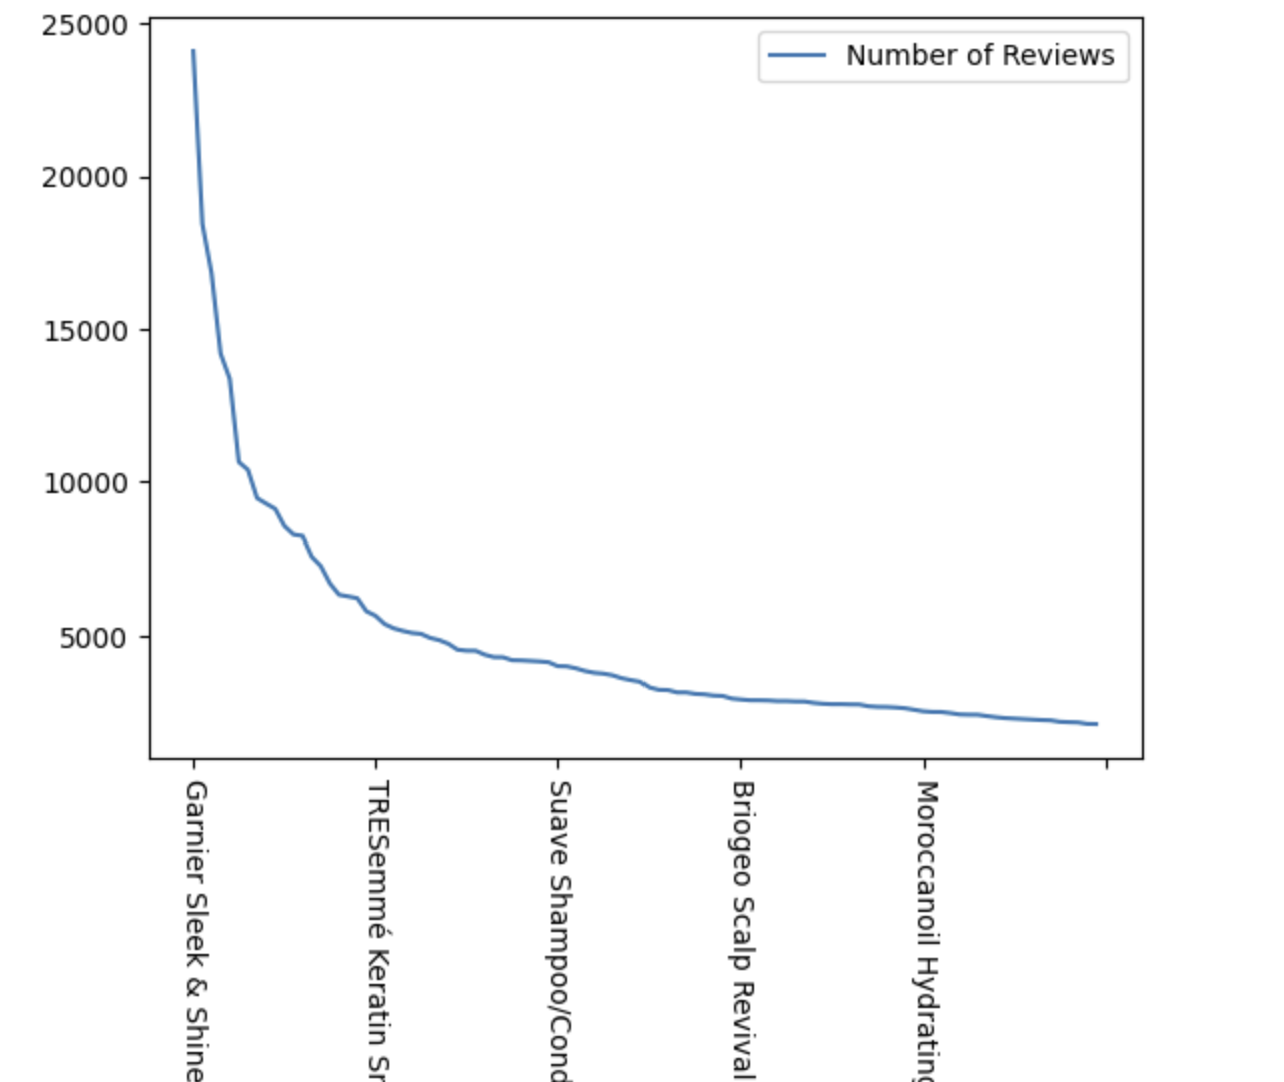 25000
Number of Reviews
20000
15000
10000
5000
Garnier Sleek & Shine
TRESemmé Keratin
Suave Shampoo/Cond
Briogeo Scalp Revival
Moroccanoil Hydrating